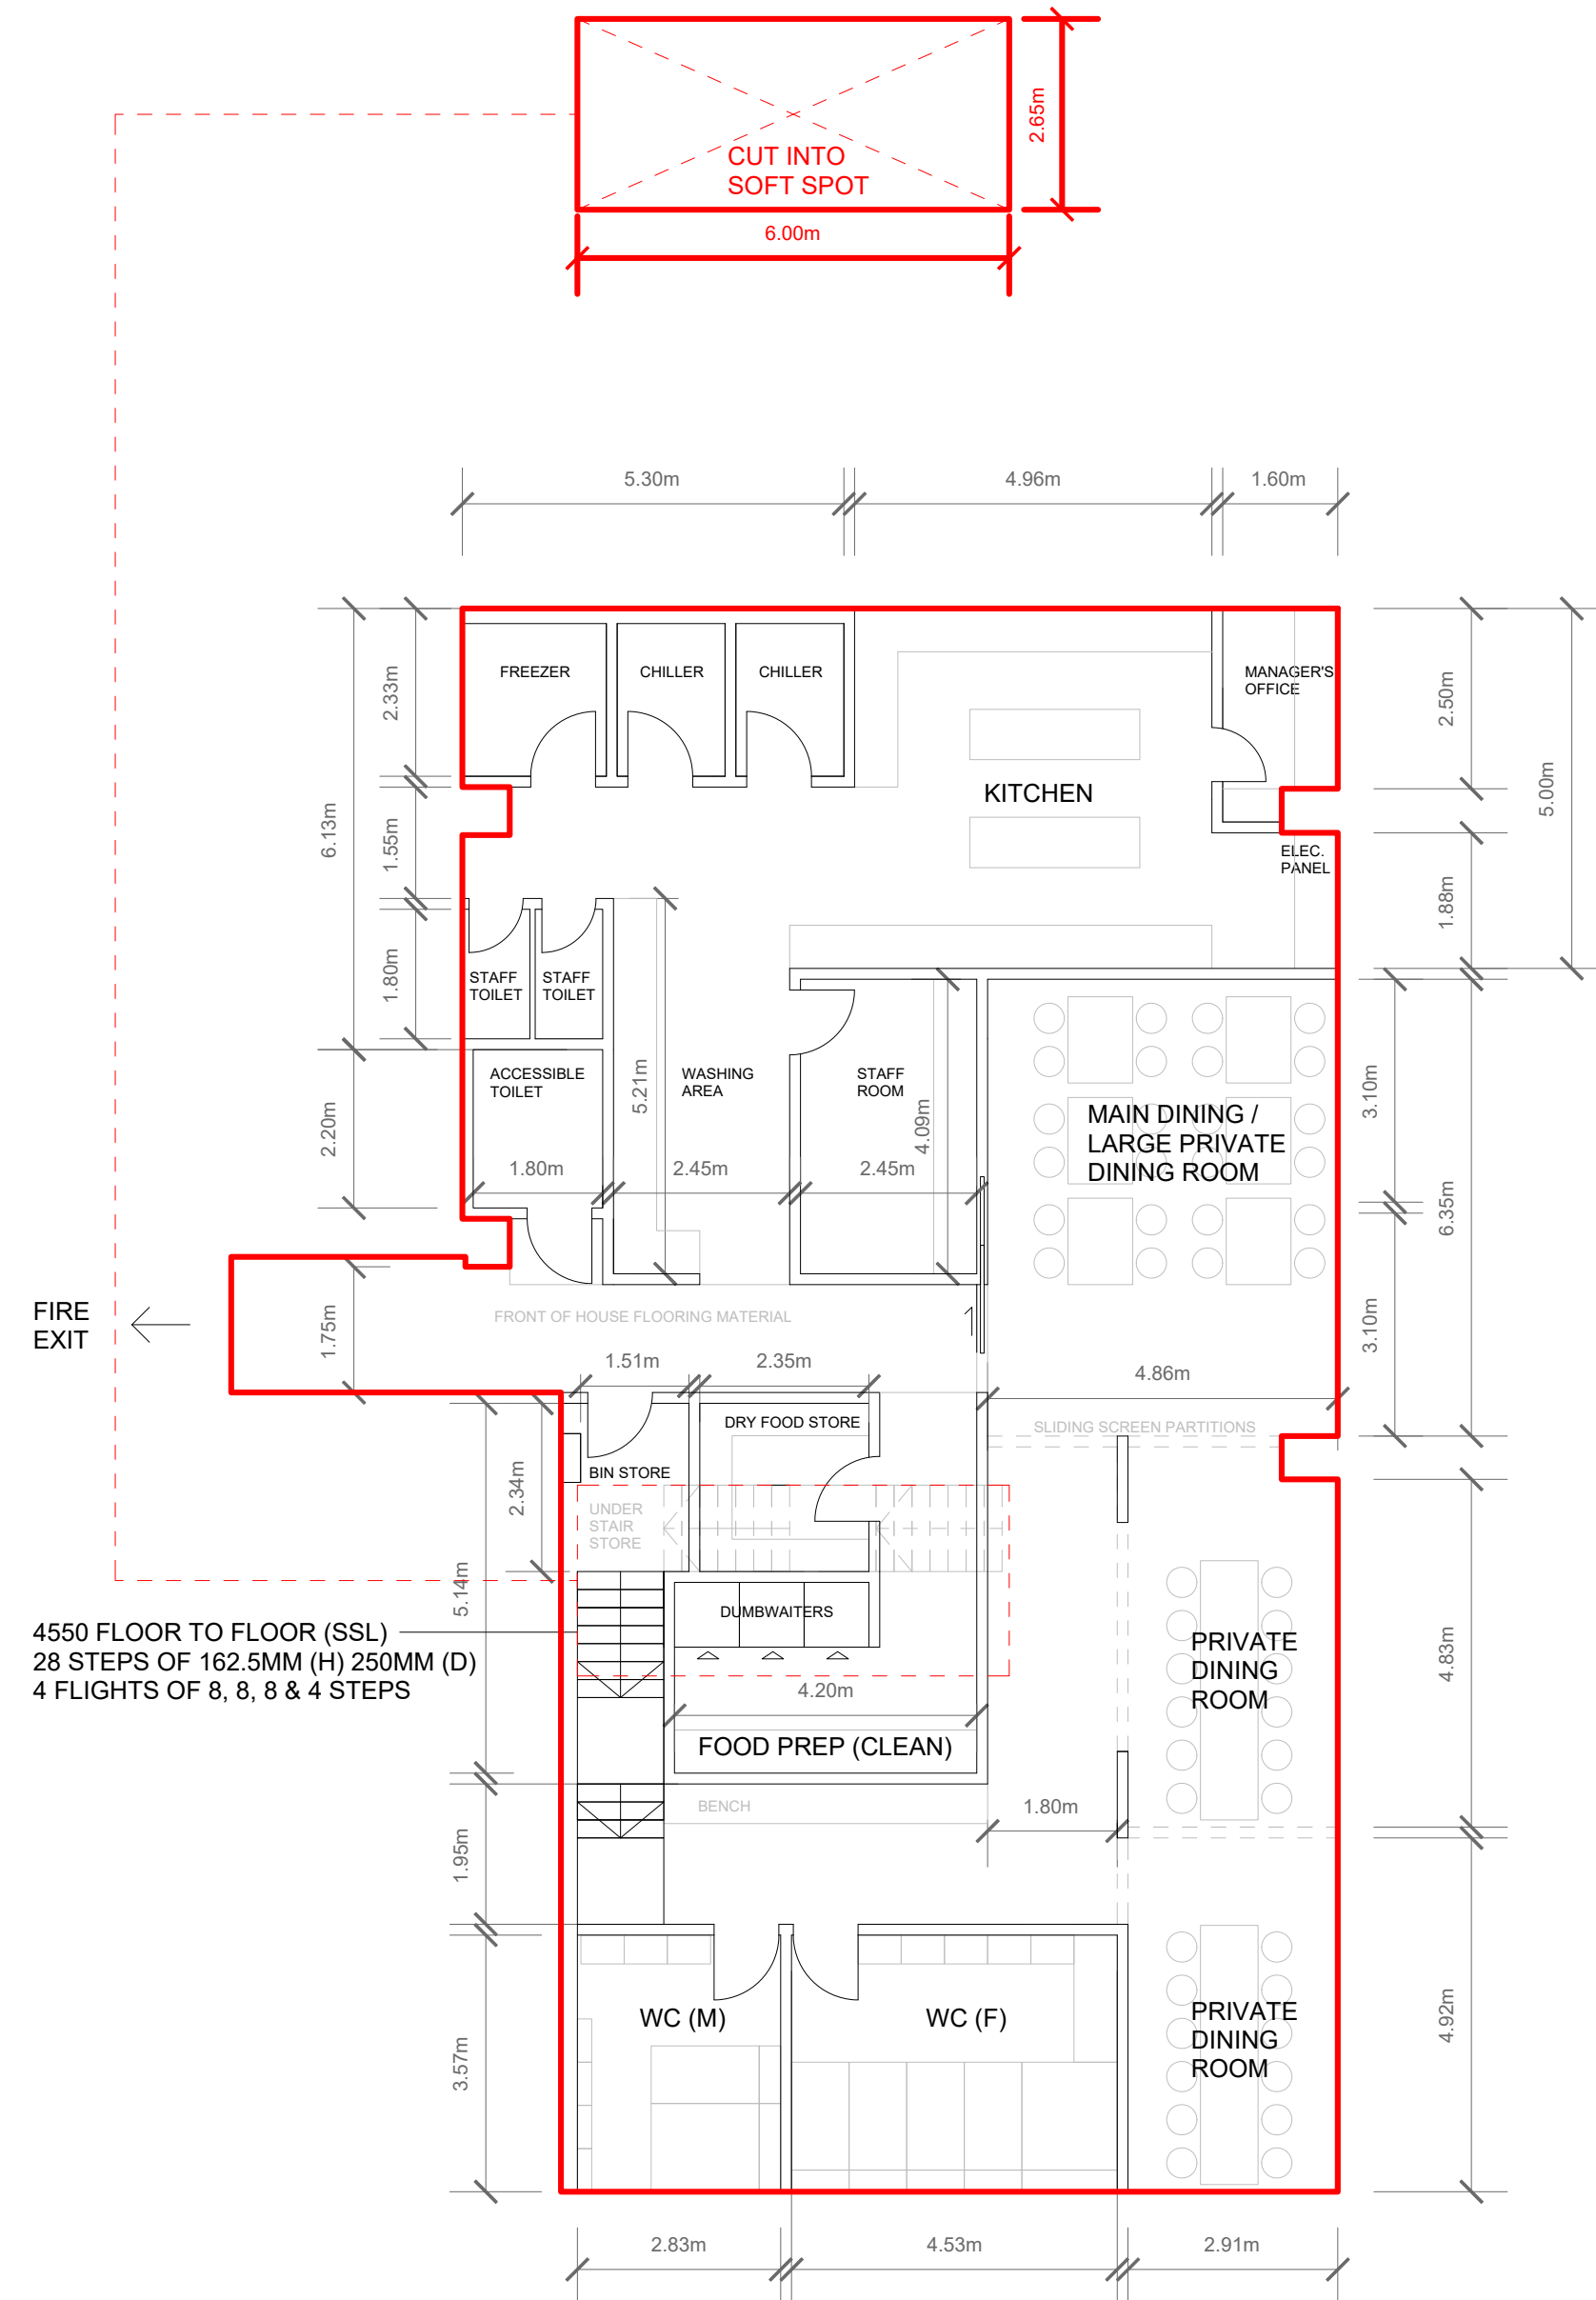 2.65m
CUT INTO
SOFT SPOT
6.00m
5.30m
4.96m
1.60m
FREEZER
CHILLER
CHILLER
MANAGER'S
OFFICE
2.33m
2.50m
5.00m
KITCHEN
6.13m
1.55m
ELEC.
PANEL
1.88m
1.80m
STAFF
TOILET
STAFF
TOILET
ACCESSIBLE
TOILET
5.21m
WASHING
AREA
STAFF
ROOM
4.09m
3.10m
2.20m
MAIN DINING /
LARGE PRIVATE
DINING ROOM
1.80m
2.45m
2.45m
6.35m
FIRE
EXIT
1.75m
FRONT OF HOUSE FLOORING MATERIAL
3.10m
1.51m
2.35m
4.86m
DRY FOOD STORE
SLIDING SCREEN PARTITIONS
BIN STORE
2.34m
UNDER
STAIR
STORE
5.14m
DUMBWAITERS
4550 FLOOR TO FLOOR (SSL)
28 STEPS OF 162.5MM (H) 250MM (D)
4 FLIGHTS OF 8, 8, 8 & 4 STEPS
PRIVATE
DINING
ROOM
4.83m
4.20m
FOOD PREP (CLEAN)
BENCH
1.80m
1.95m
WC (M)
WC (F)
PRIVATE
DINING
ROOM
4.92m
3.57m
2.83m
4.53m
2.91m